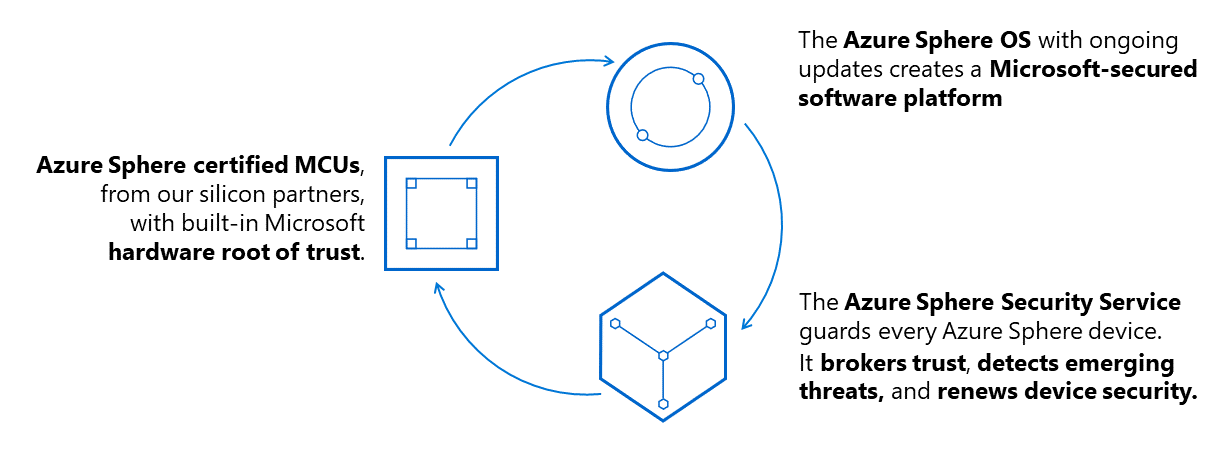 The Azure Sphere OS with ongoing
updates creates a Microsoft-secured
software platform
Azure Sphere certified MCUs,
from our silicon partners,
with built-in Microsoft
hardware root of trust.
The Azure Sphere Security Service
guards every Azure Sphere device.
It brokers trust, detects emerging
threats, and renews device security.